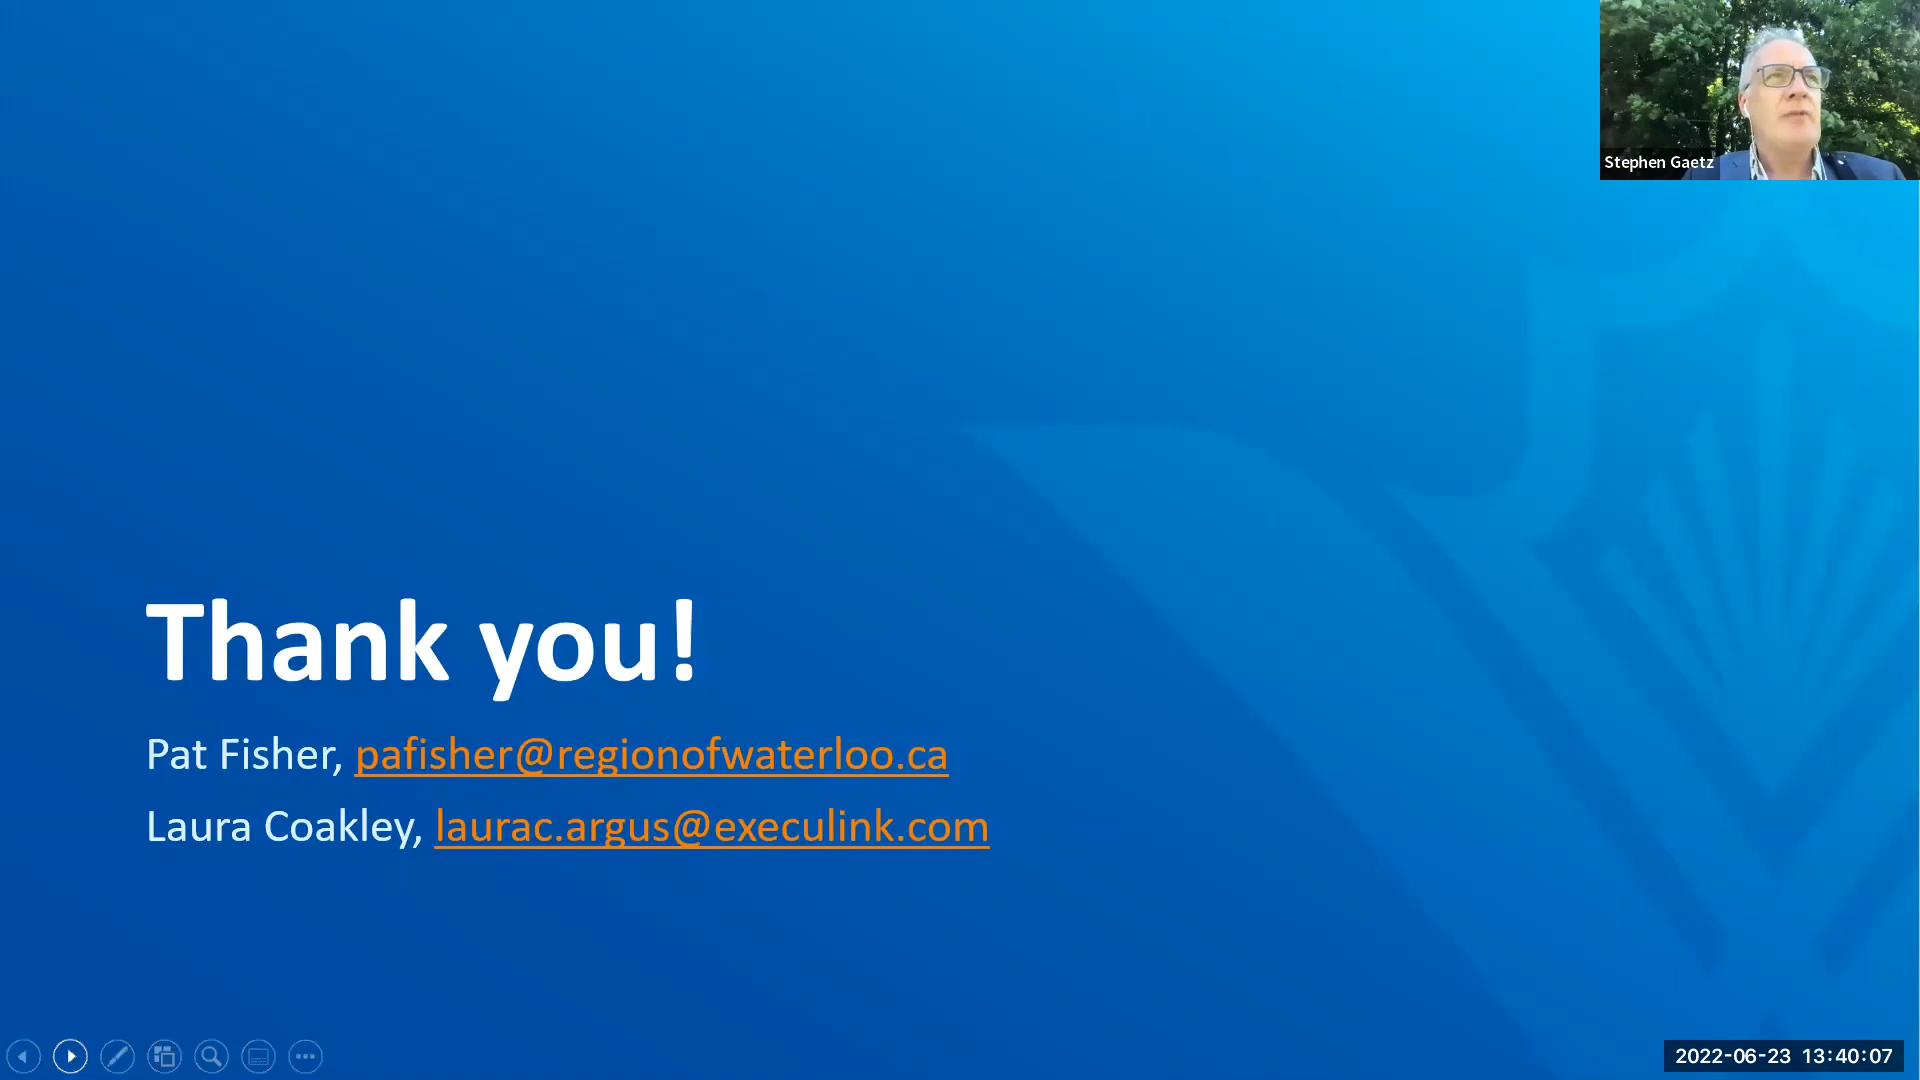 Stephen Gaetz
Thank you!
Pat Fisher, pafisher@regionofwaterloo.ca
Laura Coakley, laurac.argus@execulink.com
2022-06-23 13:40:07